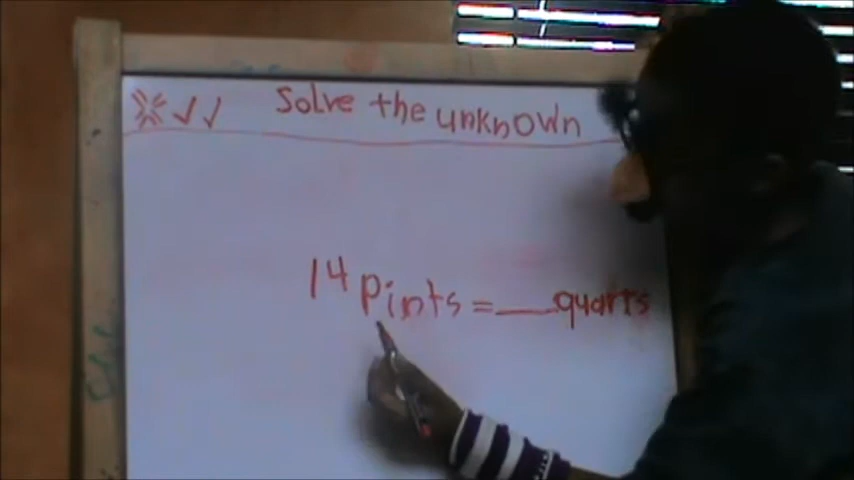 Solve the unknown
14 pints = ___ quarts